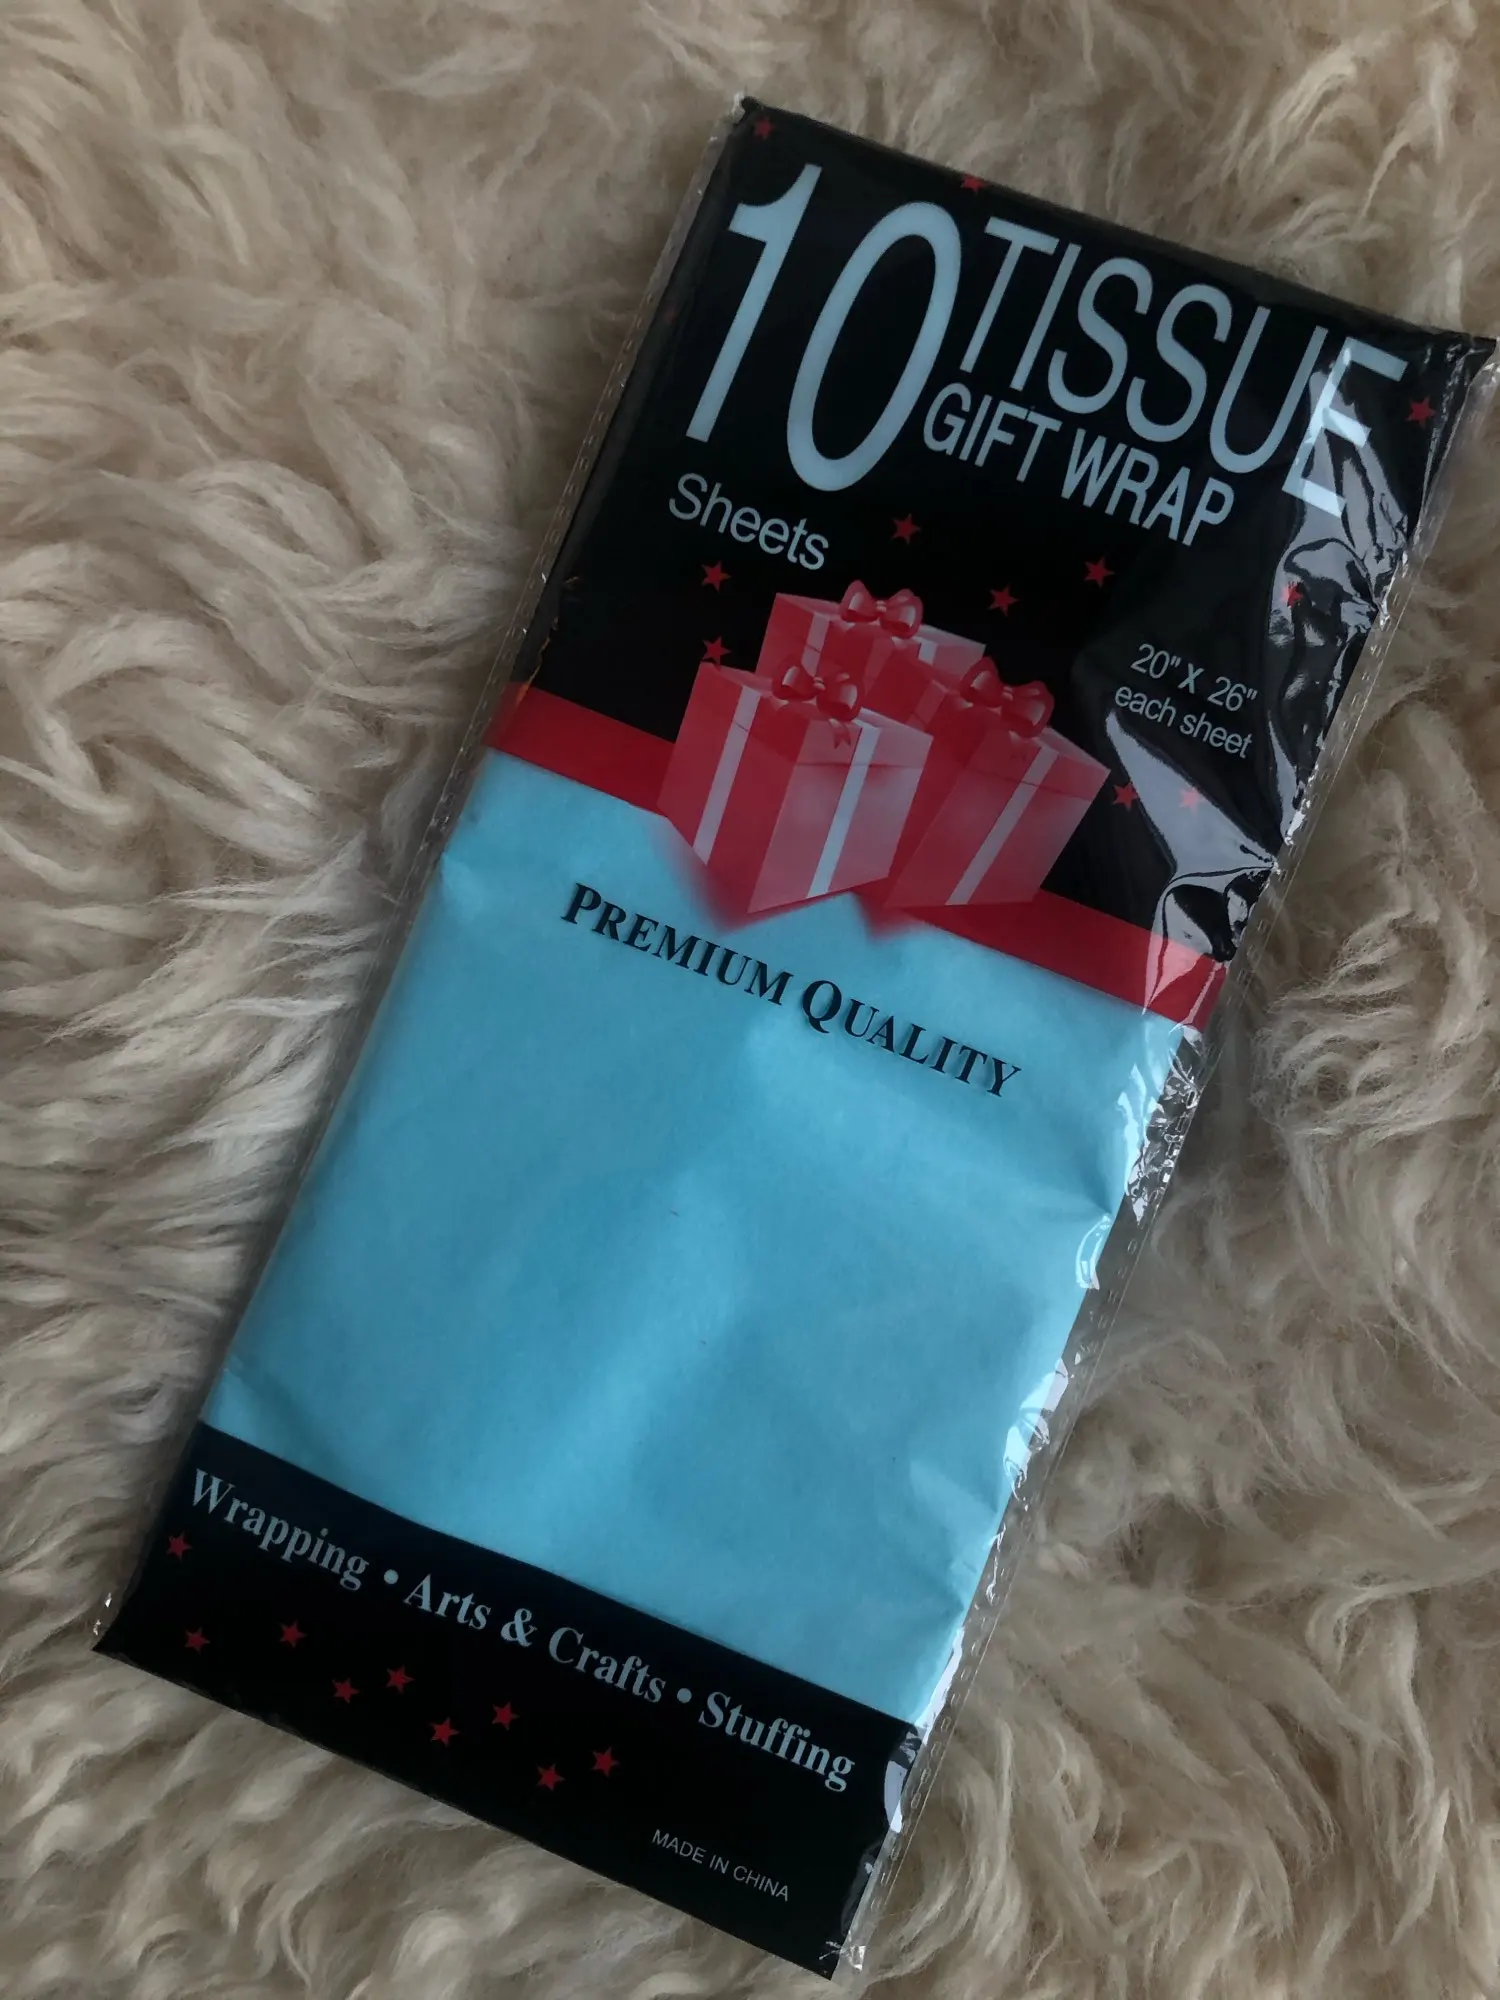 10 TISSUE
GIFT WRAP
Sheets
20" X 26"
each sheet
PREMIUM QUALITY
Wrapping • Arts & Crafts • Stuffing
MADE IN CHINA